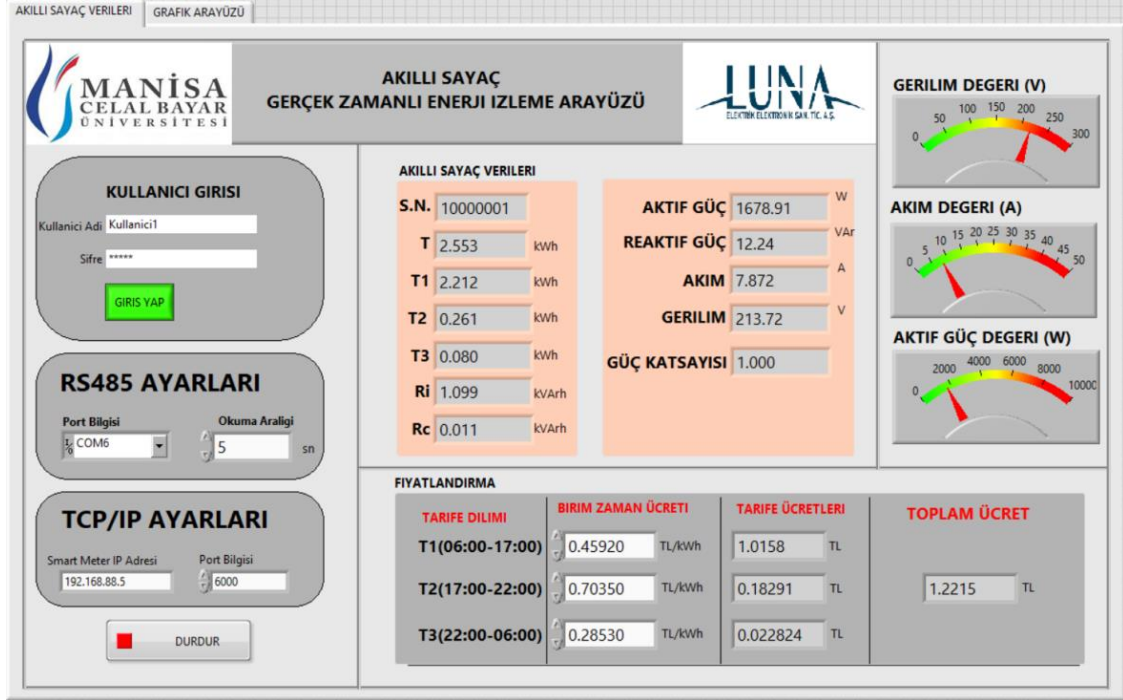 AKILLI SAYAÇ VERILERI
GRAFIK ARAYÜZÜ
MANİSA
CELAL BAYAR
ÜNİVERSİTESİ
AKILLI SAYAÇ
GERÇEK ZAMANLI ENERJI IZLEME ARAYÜZÜ
LUNA
ELEKTRİK ELEKTRONİK SAN. TİC. A.Ş.
KULLANICI GIRISI
Kullanici Adi Kullanici1
Sifre *****
GIRIS YAP
RS485 AYARLARI
Port Bilgisi Okuma Araligi
I/O COM6 5 sn
TCP/IP AYARLARI
Smart Meter IP Adresi Port Bilgisi
192.168.88.5 6000
DURDUR
AKILLI SAYAÇ VERILERI
S.N. 10000001
T 2.553 kWh
T1 2.212 kWh
T2 0.261 kWh
T3 0.080 kWh
Ri 1.099 kVArh
Rc 0.011 kVArh
AKTIF GÜÇ 1678.91 W
REAKTIF GÜÇ 12.24 VAr
AKIM 7.872 A
GERILIM 213.72 V
GÜÇ KATSAYISI 1.000
GERILIM DEGERI (V)
0 50 100 150 200 250 300
AKIM DEGERI (A)
0 5 10 15 20 25 30 35 40 45 50
AKTIF GÜÇ DEGERI (W)
0 2000 4000 6000 8000 10000
FIYATLANDIRMA
TARIFE DILIMI BIRIM ZAMAN ÜCRETI TARIFE ÜCRETLERI TOPLAM ÜCRET
T1(06:00-17:00) 0.45920 TL/kWh 1.0158 TL
T2(17:00-22:00) 0.70350 TL/kWh 0.18291 TL 1.2215 TL
T3(22:00-06:00) 0.28530 TL/kWh 0.022824 TL